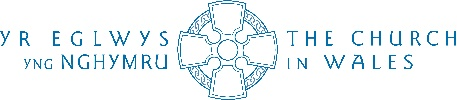 YR EGLWYS
YNG NGHYMRU
THE CHURCH
IN WALES